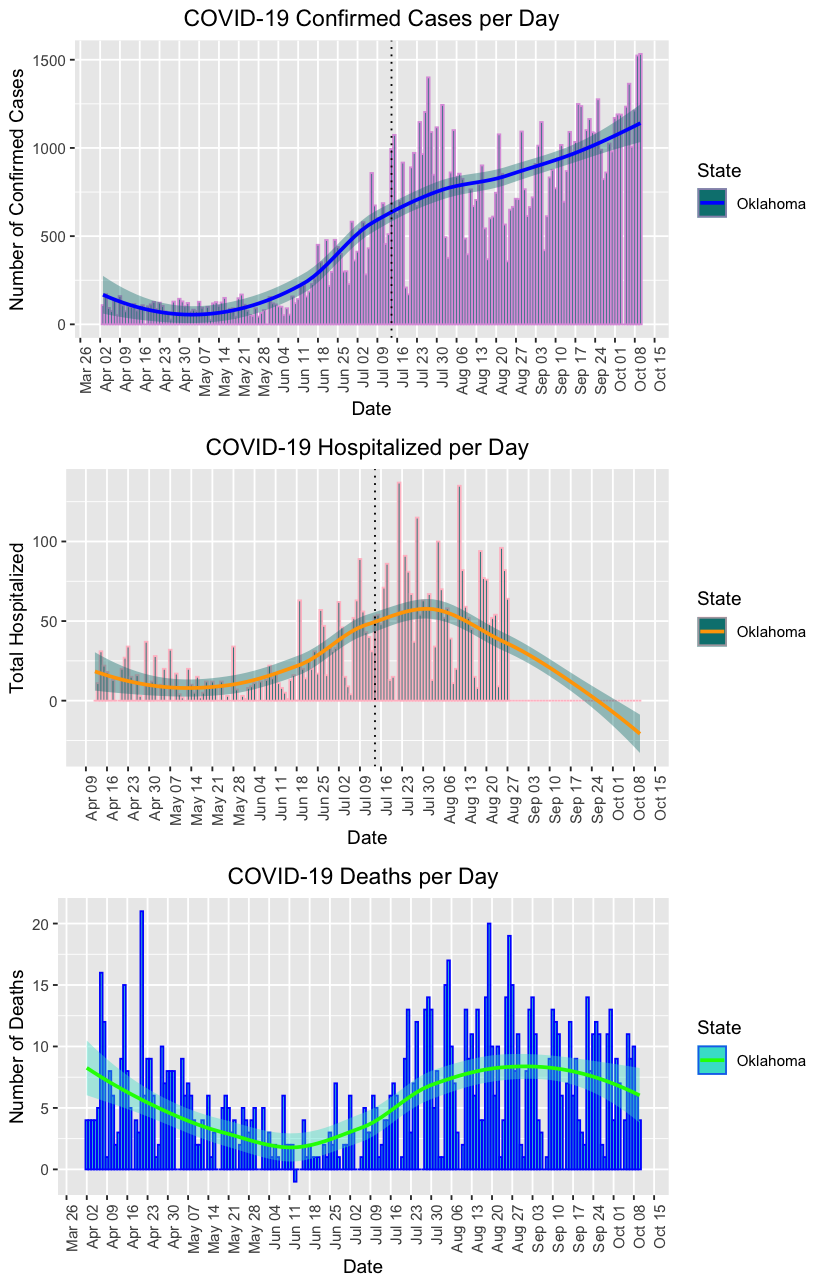 COVID-19 Confirmed Cases per Day
Number of Confirmed Cases
1500
1000
500
0
Mar 26
Apr 02
Apr 09
Apr 16
Apr 23
Apr 30
May 07
May 14
May 21
May 28
Jun 04
Jun 11
Jun 18
Jun 25
Jul 02
Jul 09
Jul 16
Jul 23
Jul 30
Aug 06
Aug 13
Aug 20
Aug 27
Sep 03
Sep 10
Sep 17
Sep 24
Oct 01
Oct 08
Oct 15
Date
State
Oklahoma
COVID-19 Hospitalized per Day
Total Hospitalized
100
50
0
Apr 09
Apr 16
Apr 23
Apr 30
May 07
May 14
May 21
May 28
Jun 04
Jun 11
Jun 18
Jun 25
Jul 02
Jul 09
Jul 16
Jul 23
Jul 30
Aug 06
Aug 13
Aug 20
Aug 27
Sep 03
Sep 10
Sep 17
Sep 24
Oct 01
Oct 08
Oct 15
Date
State
Oklahoma
COVID-19 Deaths per Day
Number of Deaths
20
15
10
5
0
Mar 26
Apr 02
Apr 09
Apr 16
Apr 23
Apr 30
May 07
May 14
May 21
May 28
Jun 04
Jun 11
Jun 18
Jun 25
Jul 02
Jul 09
Jul 16
Jul 23
Jul 30
Aug 06
Aug 13
Aug 20
Aug 27
Sep 03
Sep 10
Sep 17
Sep 24
Oct 01
Oct 08
Oct 15
Date
State
Oklahoma